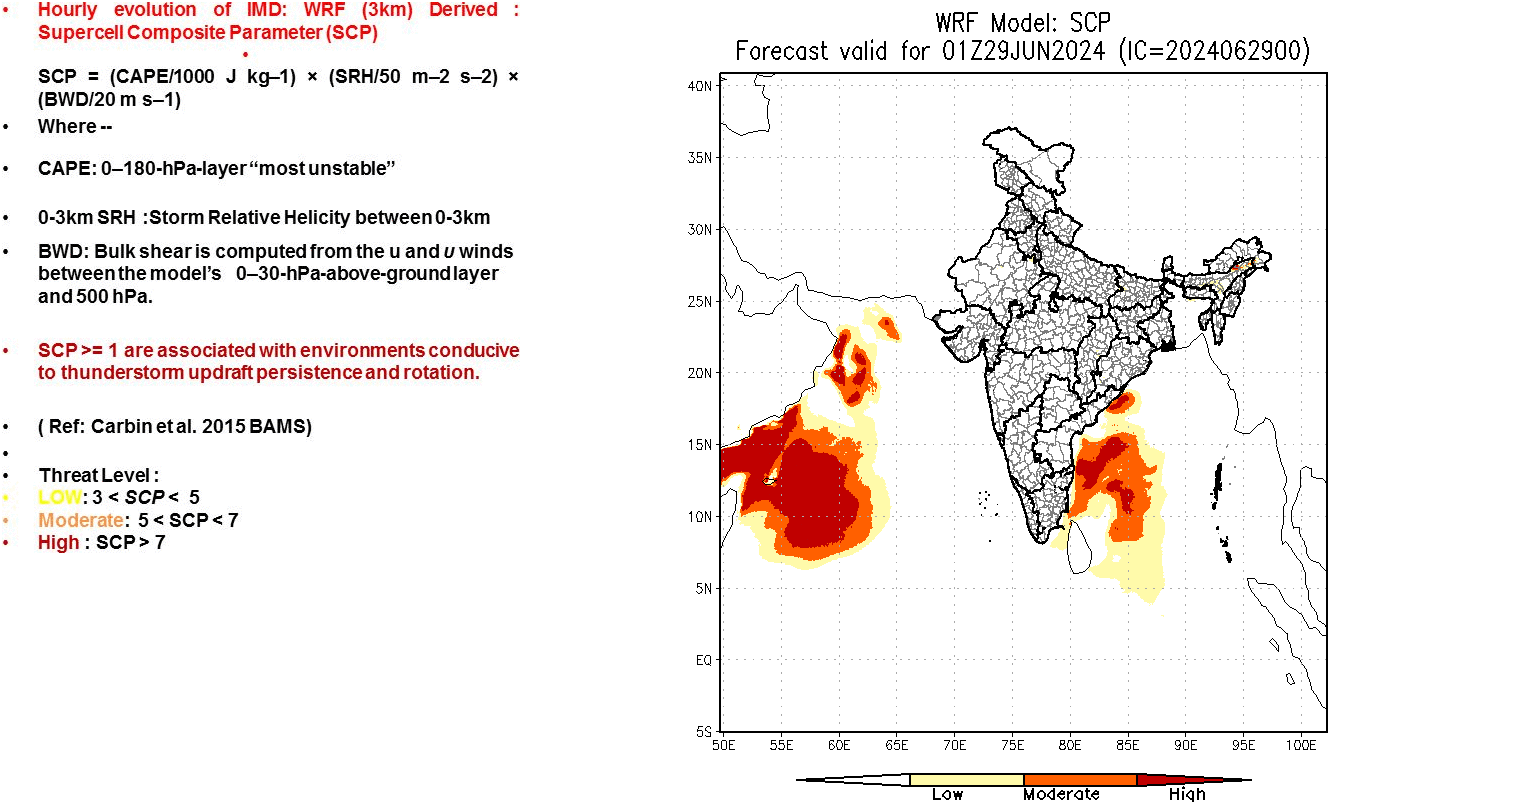 • Hourly evolution of IMD: WRF (3km) Derived :
Supercell Composite Parameter (SCP)
•
SCP = (CAPE/1000 J kg–1) × (SRH/50 m–2 s–2) ×
(BWD/20 m s–1)
• Where --
• CAPE: 0–180-hPa-layer “most unstable”
• 0-3km SRH :Storm Relative Helicity between 0-3km
• BWD: Bulk shear is computed from the u and υ winds
between the model’s 0–30-hPa-above-ground layer
and 500 hPa.
• SCP >= 1 are associated with environments conducive
to thunderstorm updraft persistence and rotation.
• ( Ref: Carbin et al. 2015 BAMS)
•
• Threat Level :
• LOW: 3 < SCP < 5
• Moderate: 5 < SCP < 7
• High : SCP > 7
WRF Model: SCP
Forecast valid for 01Z29JUN2024 (IC=2024062900)
40N
35N
30N
25N
20N
15N
10N
5N
EQ
5S
50E 55E 60E 65E 70E 75E 80E 85E 90E 95E 100E
Low Moderate High